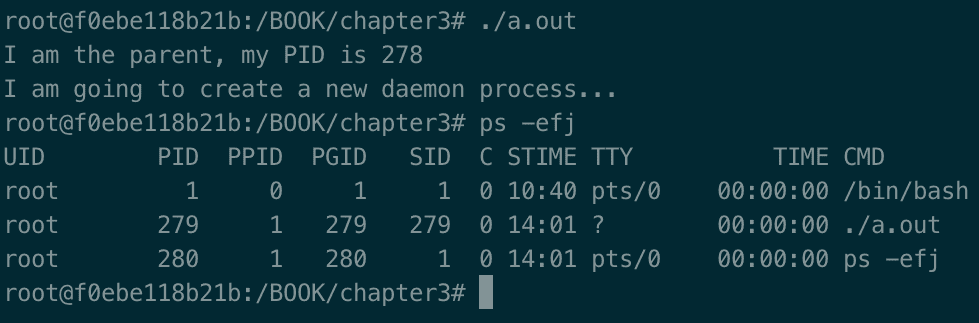 root@f0ebe118b21b:/BOOK/chapter3# ./a.out
I am the parent, my PID is 278
I am going to create a new daemon process...
root@f0ebe118b21b:/BOOK/chapter3# ps -efj
UID        PID  PPID  PGID   SID  C STIME TTY          TIME CMD
root         1     0     1     1  0 10:40 pts/0    00:00:00 /bin/bash
root       279     1   279   279  0 14:01 ?        00:00:00 ./a.out
root       280     1   280     1  0 14:01 pts/0    00:00:00 ps -efj
root@f0ebe118b21b:/BOOK/chapter3#